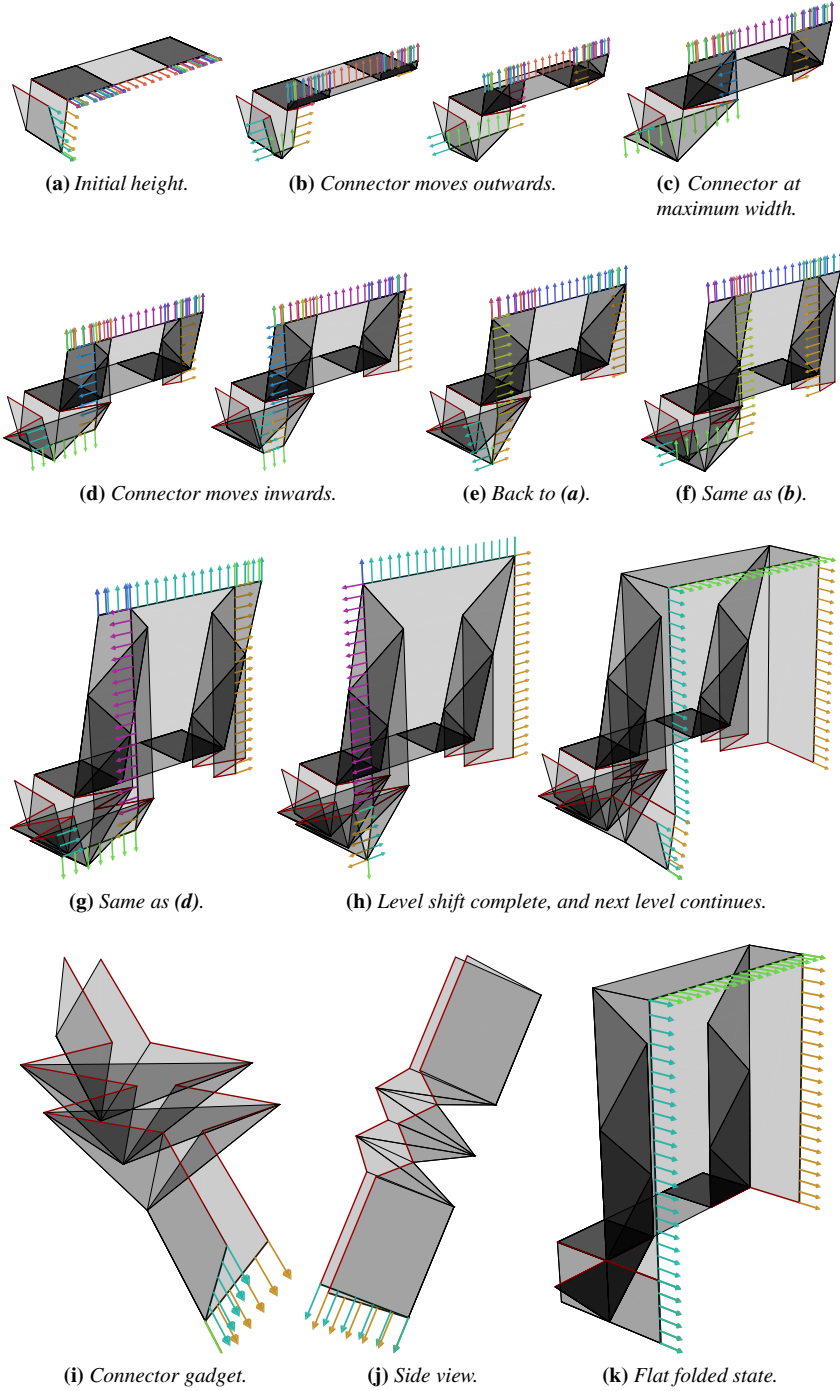 (a) Initial height.
(b) Connector moves outwards.
(c) Connector at
maximum width.
(d) Connector moves inwards.
(e) Back to (a).
(f) Same as (b).
(g) Same as (d).
(h) Level shift complete, and next level continues.
(i) Connector gadget.
(j) Side view.
(k) Flat folded state.